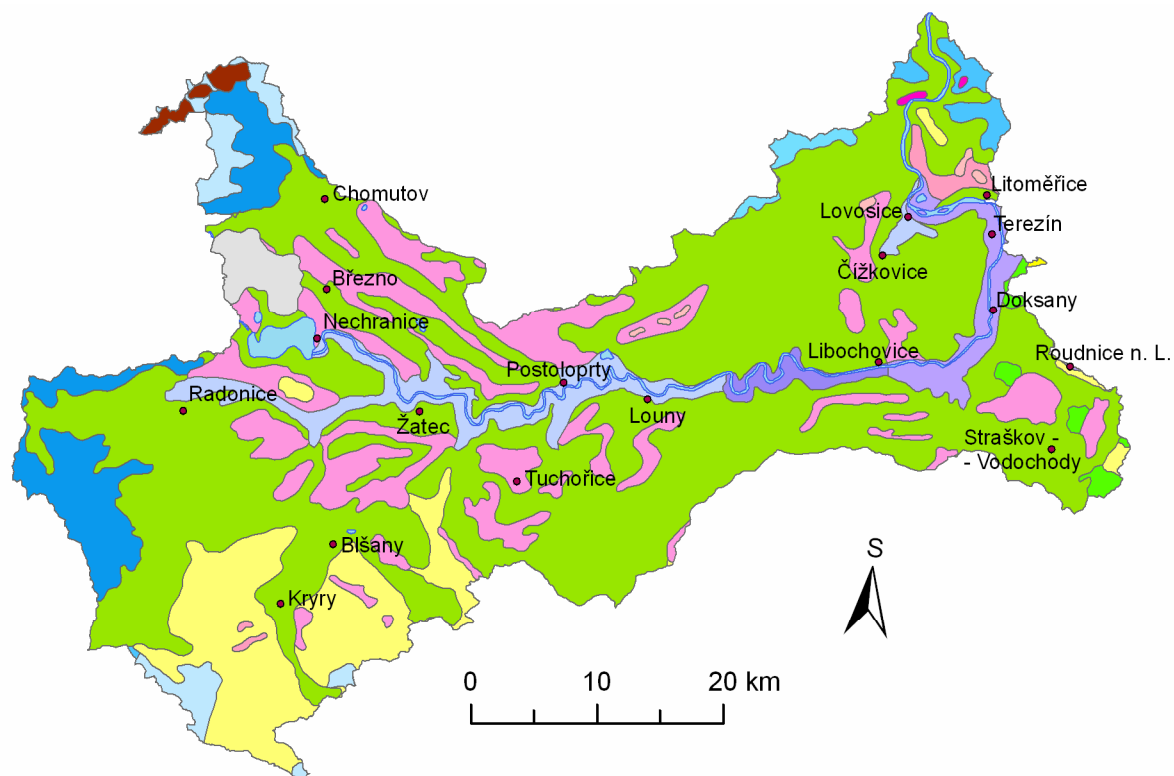 Chomutov
Litoměřice
Lovosice
Terezín
Čížkovice
Březno
Doksany
Nechranice
Libochovice
Roudnice n. L.
Postoloprty
Radonice
Louny
Žatec
Straškov -
- Vodochody
Tuchořice
Blšany
S
Kryry
0 10 20 km